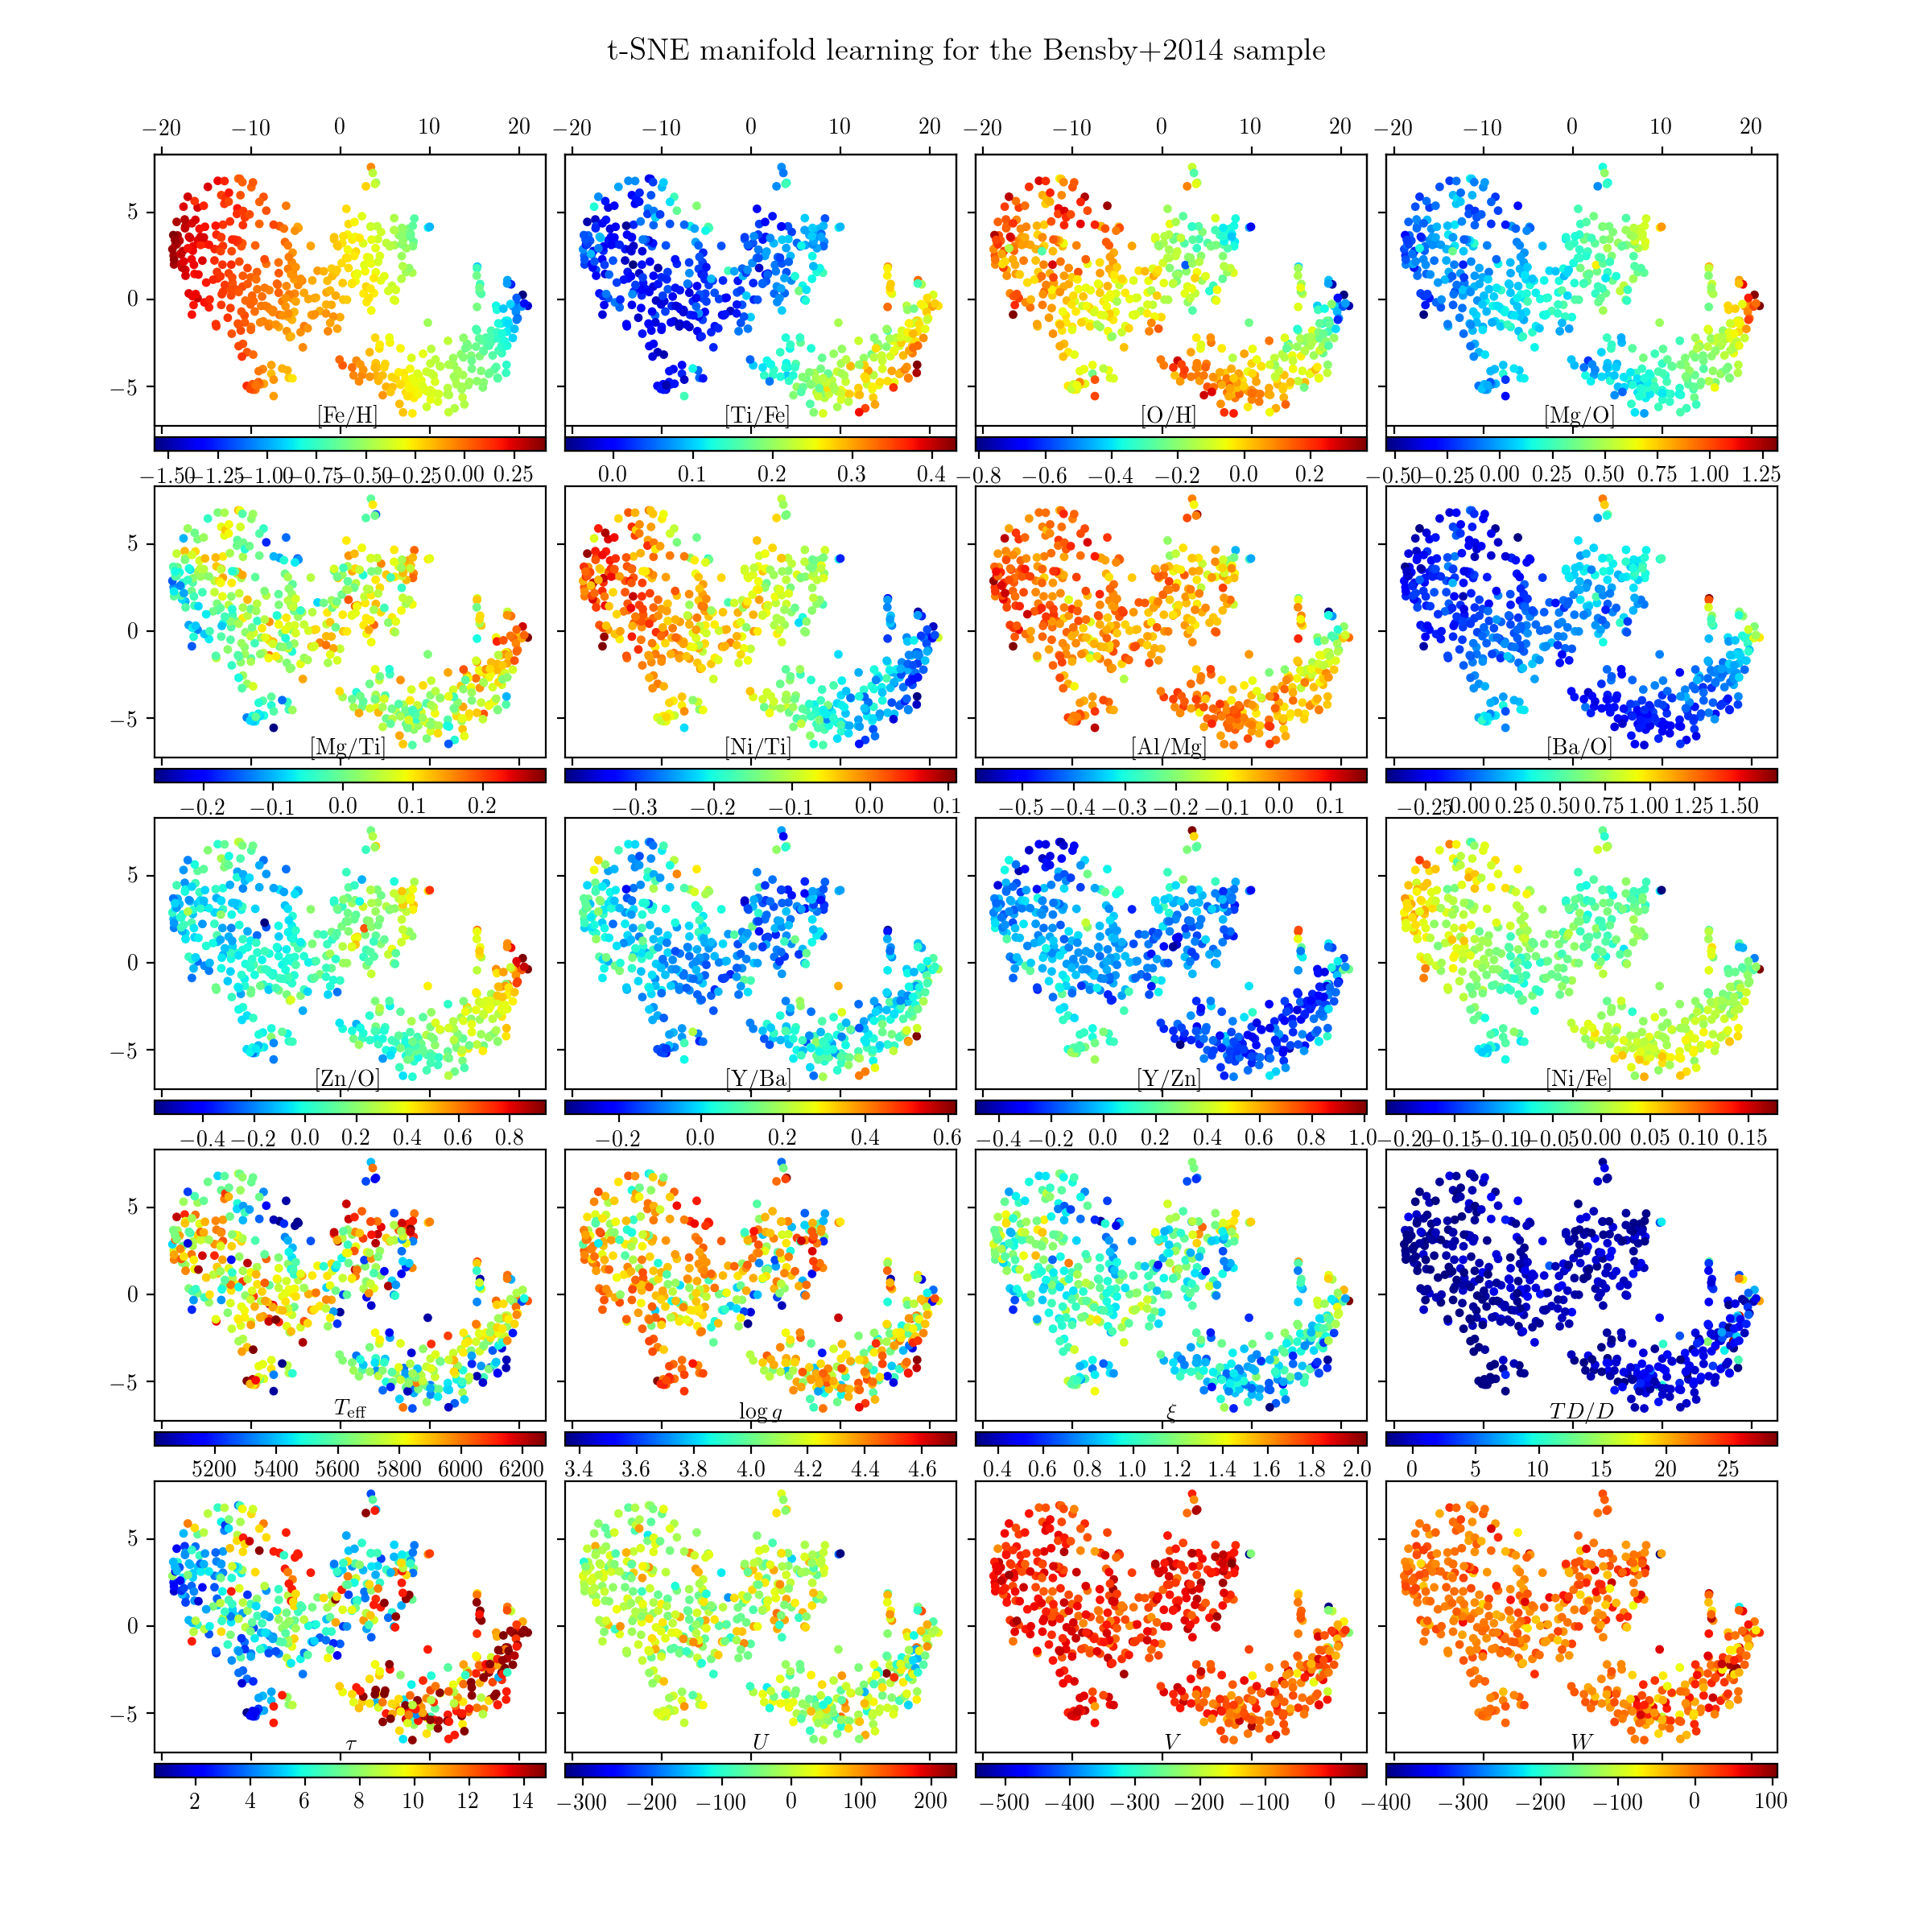 t-SNE manifold learning for the Bensby+2014 sample
−20 −10 0 10 20 −20 −10 0 10 20 −20 −10 0 10 20 −20 −10 0 10 20
5
0
−5
[Fe/H] [Ti/Fe] [O/H] [Mg/O]
−1.50 −1.25 −1.00 −0.75 −0.50 −0.25 0.00 0.25 0.0 0.1 0.2 0.3 0.4 −0.8 −0.6 −0.4 −0.2 0.0 0.2 −0.50 −0.25 0.00 0.25 0.50 0.75 1.00 1.25
5
0
−5
[Mg/Ti] [Ni/Ti] [Al/Mg] [Ba/O]
−0.2 −0.1 0.0 0.1 0.2 −0.3 −0.2 −0.1 0.0 0.1 −0.5 −0.4 −0.3 −0.2 −0.1 0.0 0.1 −0.25 0.00 0.25 0.50 0.75 1.00 1.25 1.50
5
0
−5
[Zn/O] [Y/Ba] [Y/Zn] [Ni/Fe]
−0.4 −0.2 0.0 0.2 0.4 0.6 0.8 −0.2 0.0 0.2 0.4 0.6 −0.4 −0.2 0.0 0.2 0.4 0.6 0.8 1.0 −0.20 −0.15 −0.10 −0.05 0.00 0.05 0.10 0.15
5
0
−5
T_eff log g ξ TD/D
5200 5400 5600 5800 6000 6200 3.4 3.6 3.8 4.0 4.2 4.4 4.6 0.4 0.6 0.8 1.0 1.2 1.4 1.6 1.8 2.0 0 5 10 15 20 25
5
0
−5
τ U V W
2 4 6 8 10 12 14 −300 −200 −100 0 100 200 −500 −400 −300 −200 −100 0 −400 −300 −200 −100 0 100